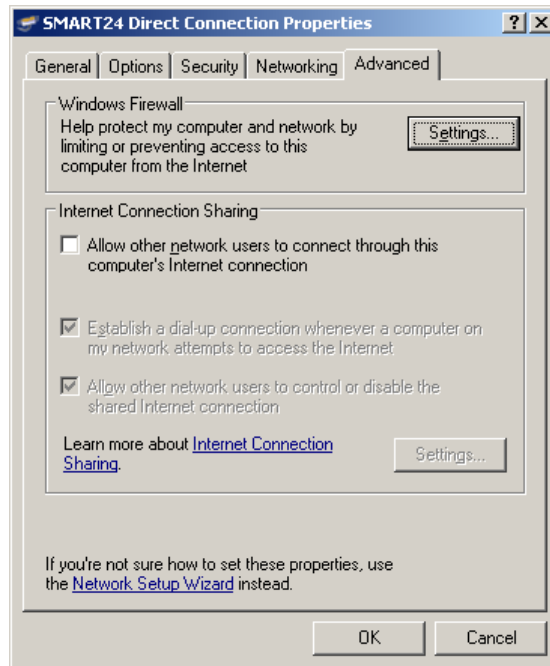 SMART24 Direct Connection Properties
General Options Security Networking Advanced
Windows Firewall
Help protect my computer and network by
limiting or preventing access to this
computer from the Internet
Settings...
Internet Connection Sharing
Allow other network users to connect through this
computer's Internet connection
Establish a dial-up connection whenever a computer on
my network attempts to access the Internet
Allow other network users to control or disable the
shared Internet connection
Learn more about Internet Connection
Sharing.
Settings...
If you're not sure how to set these properties, use
the Network Setup Wizard instead.
OK Cancel